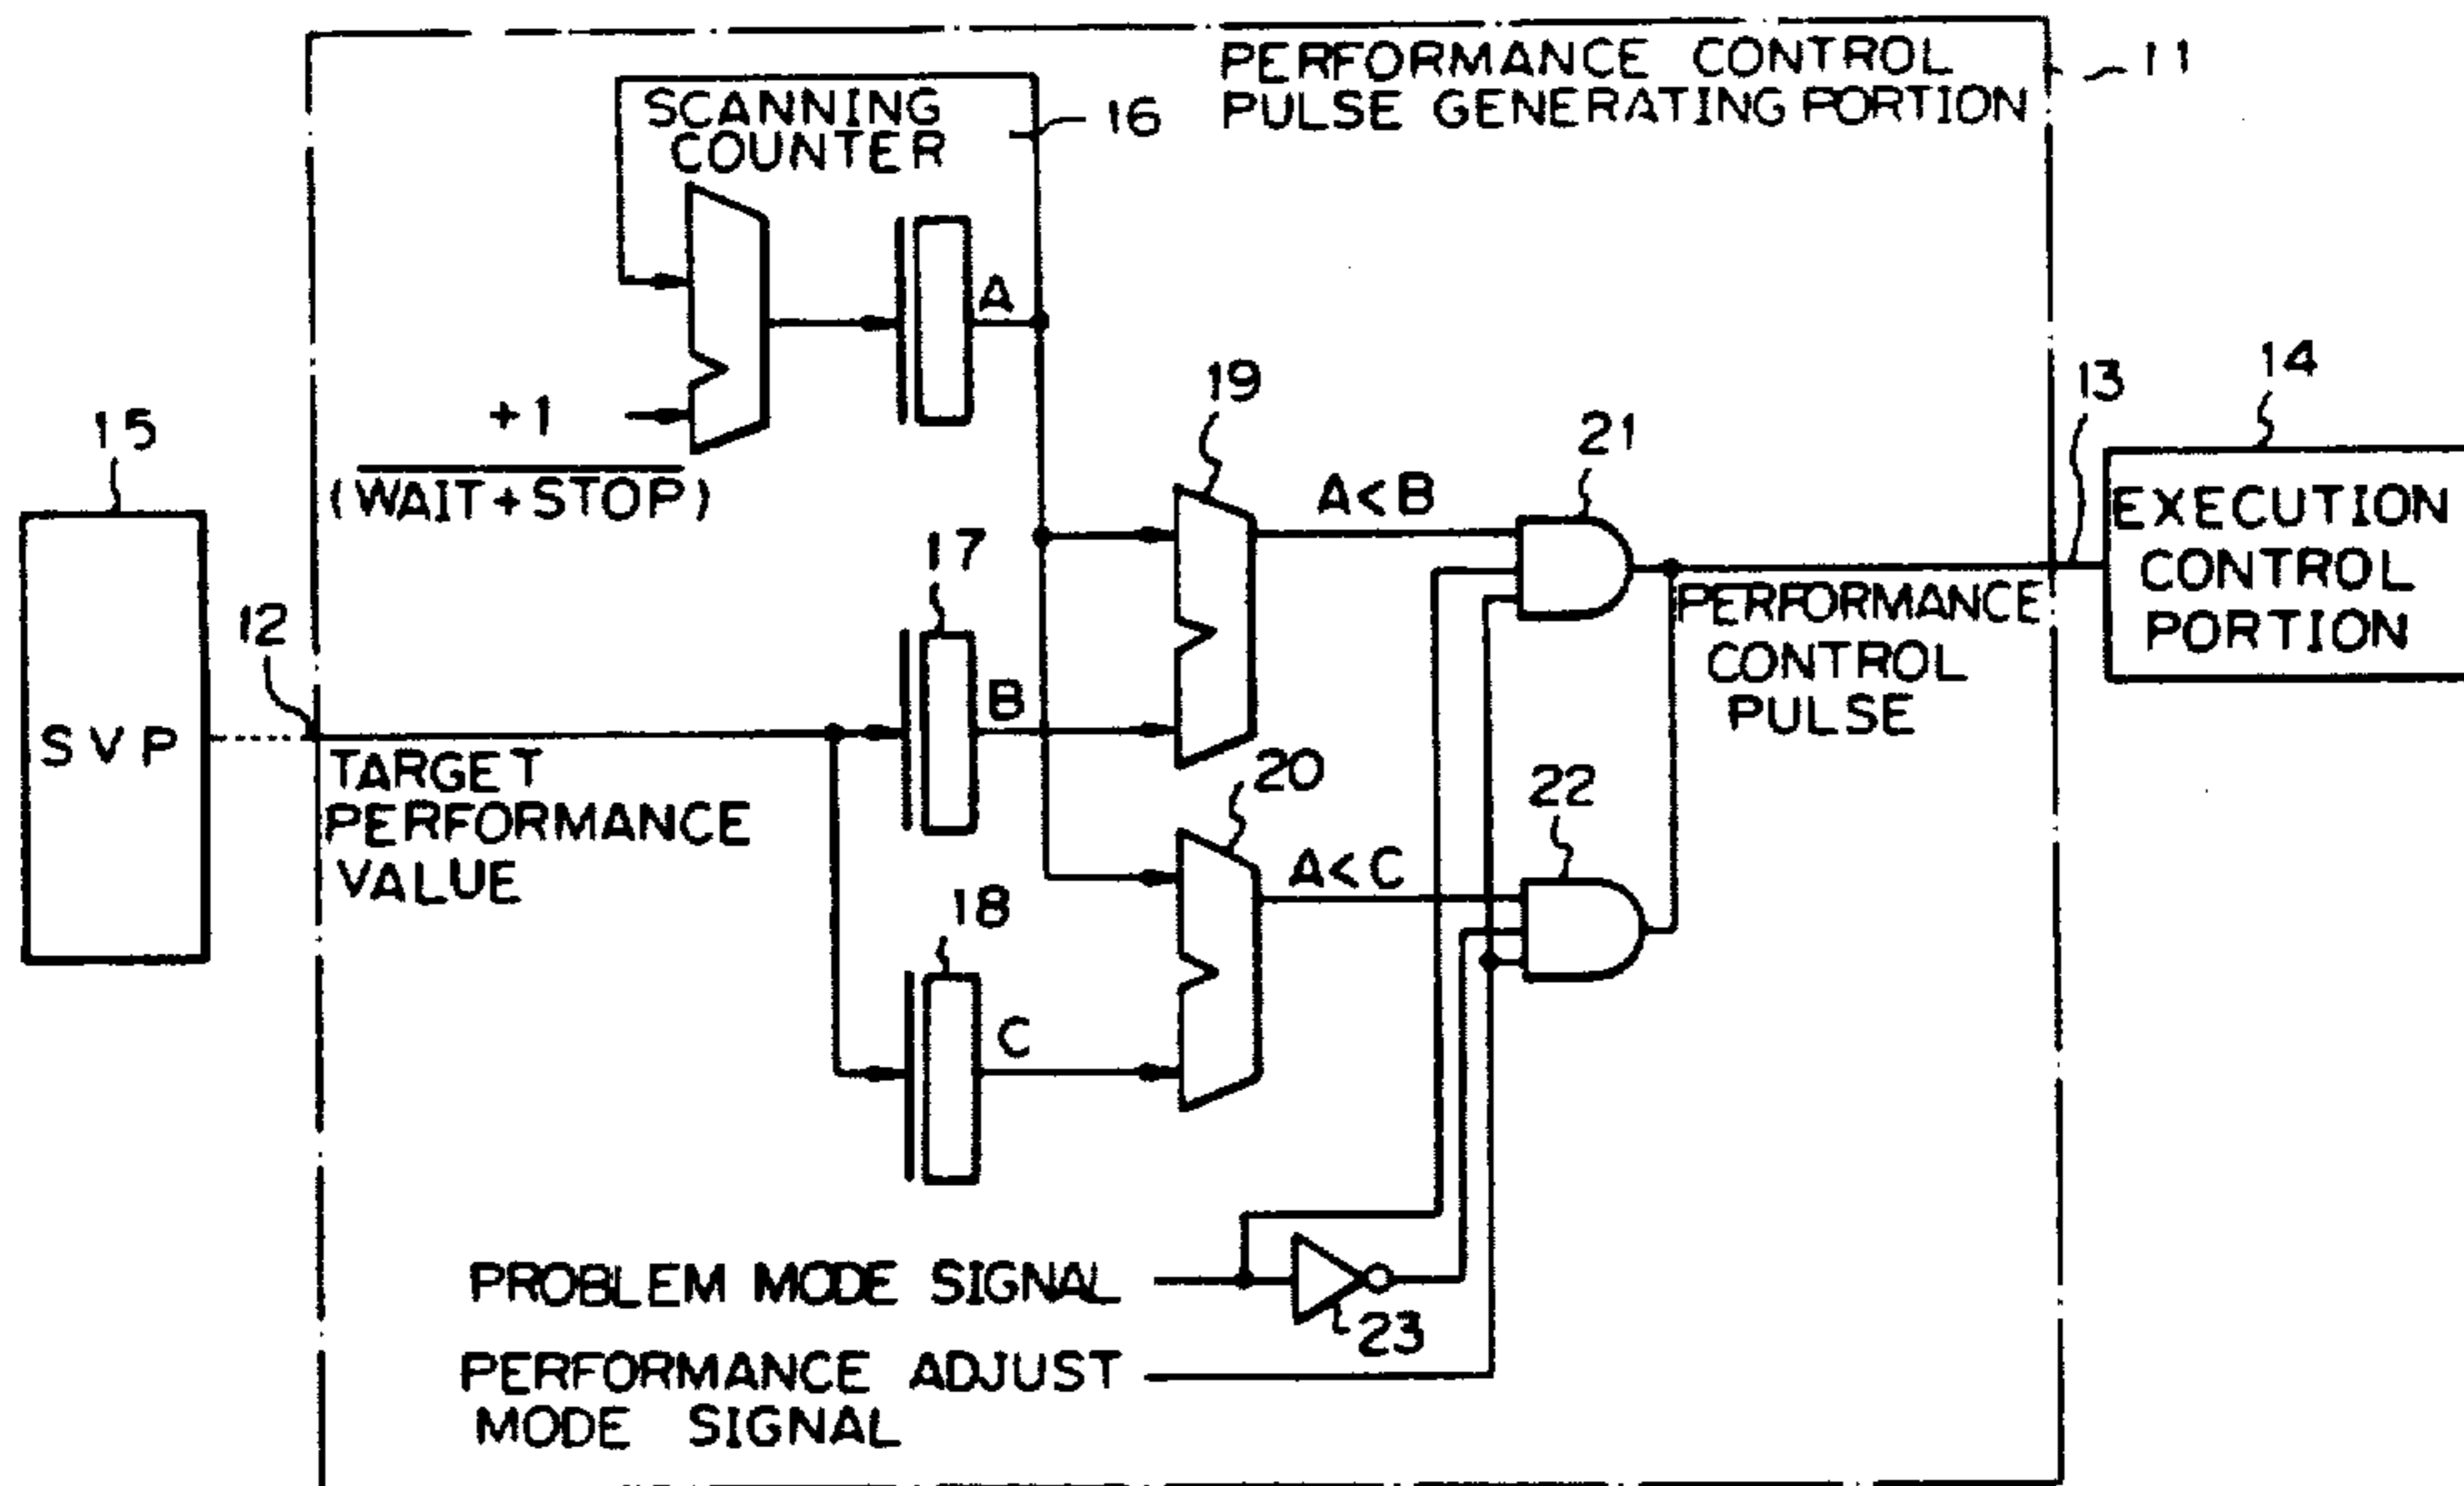 PERFORMANCE CONTROL
PULSE GENERATING PORTION
11
SCANNING
COUNTER
16
A
+1
(WAIT+STOP)
15
SVP
12
TARGET
PERFORMANCE
VALUE
17
B
18
C
19
A<B
20
A<C
21
22
PERFORMANCE
CONTROL
PULSE
13
14
EXECUTION
CONTROL
PORTION
PROBLEM MODE SIGNAL
23
PERFORMANCE ADJUST
MODE SIGNAL